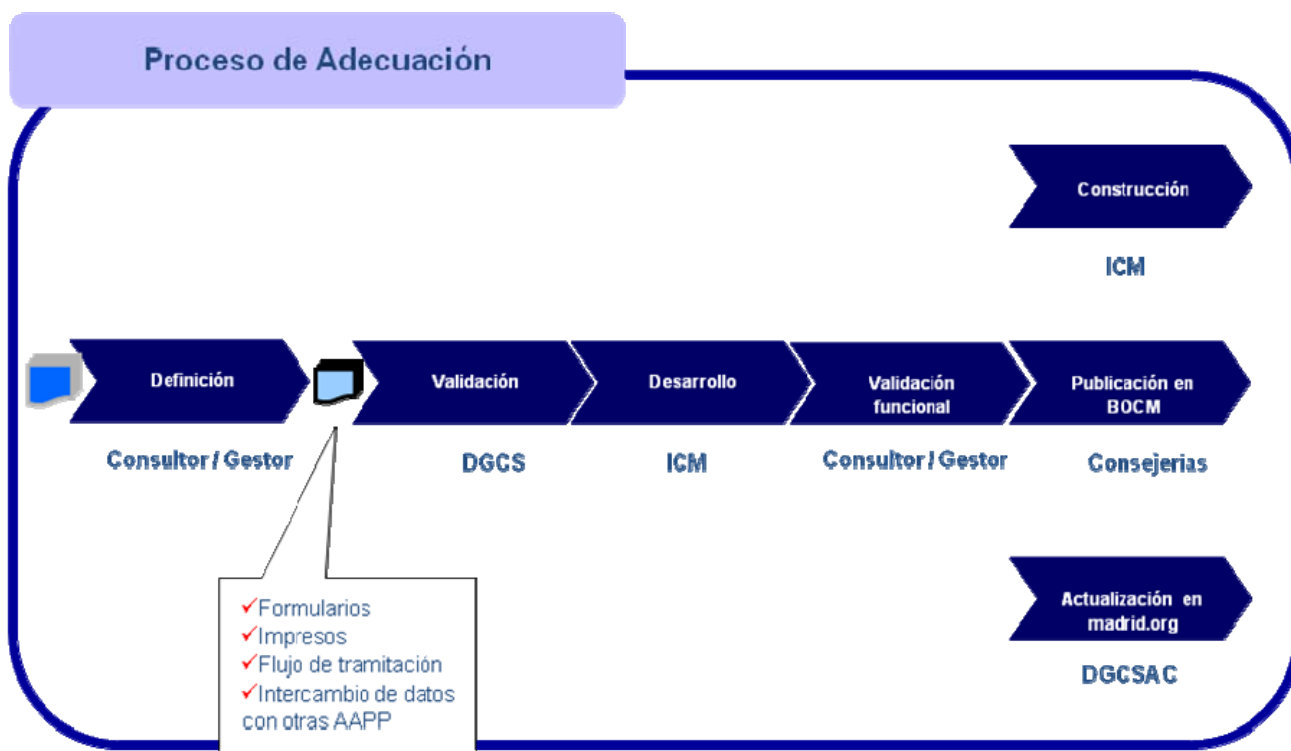 Proceso de Adecuación
Construcción
ICM
Definición
Consultor / Gestor
Validación
DGCS
Desarrollo
ICM
Validación
funcional
Consultor / Gestor
Publicación en
BOCM
Consejerias
✓Formularios
✓Impresos
✓Flujo de tramitación
✓Intercambio de datos
con otras AAPP
Actualización en
madrid.org
DGCSAC